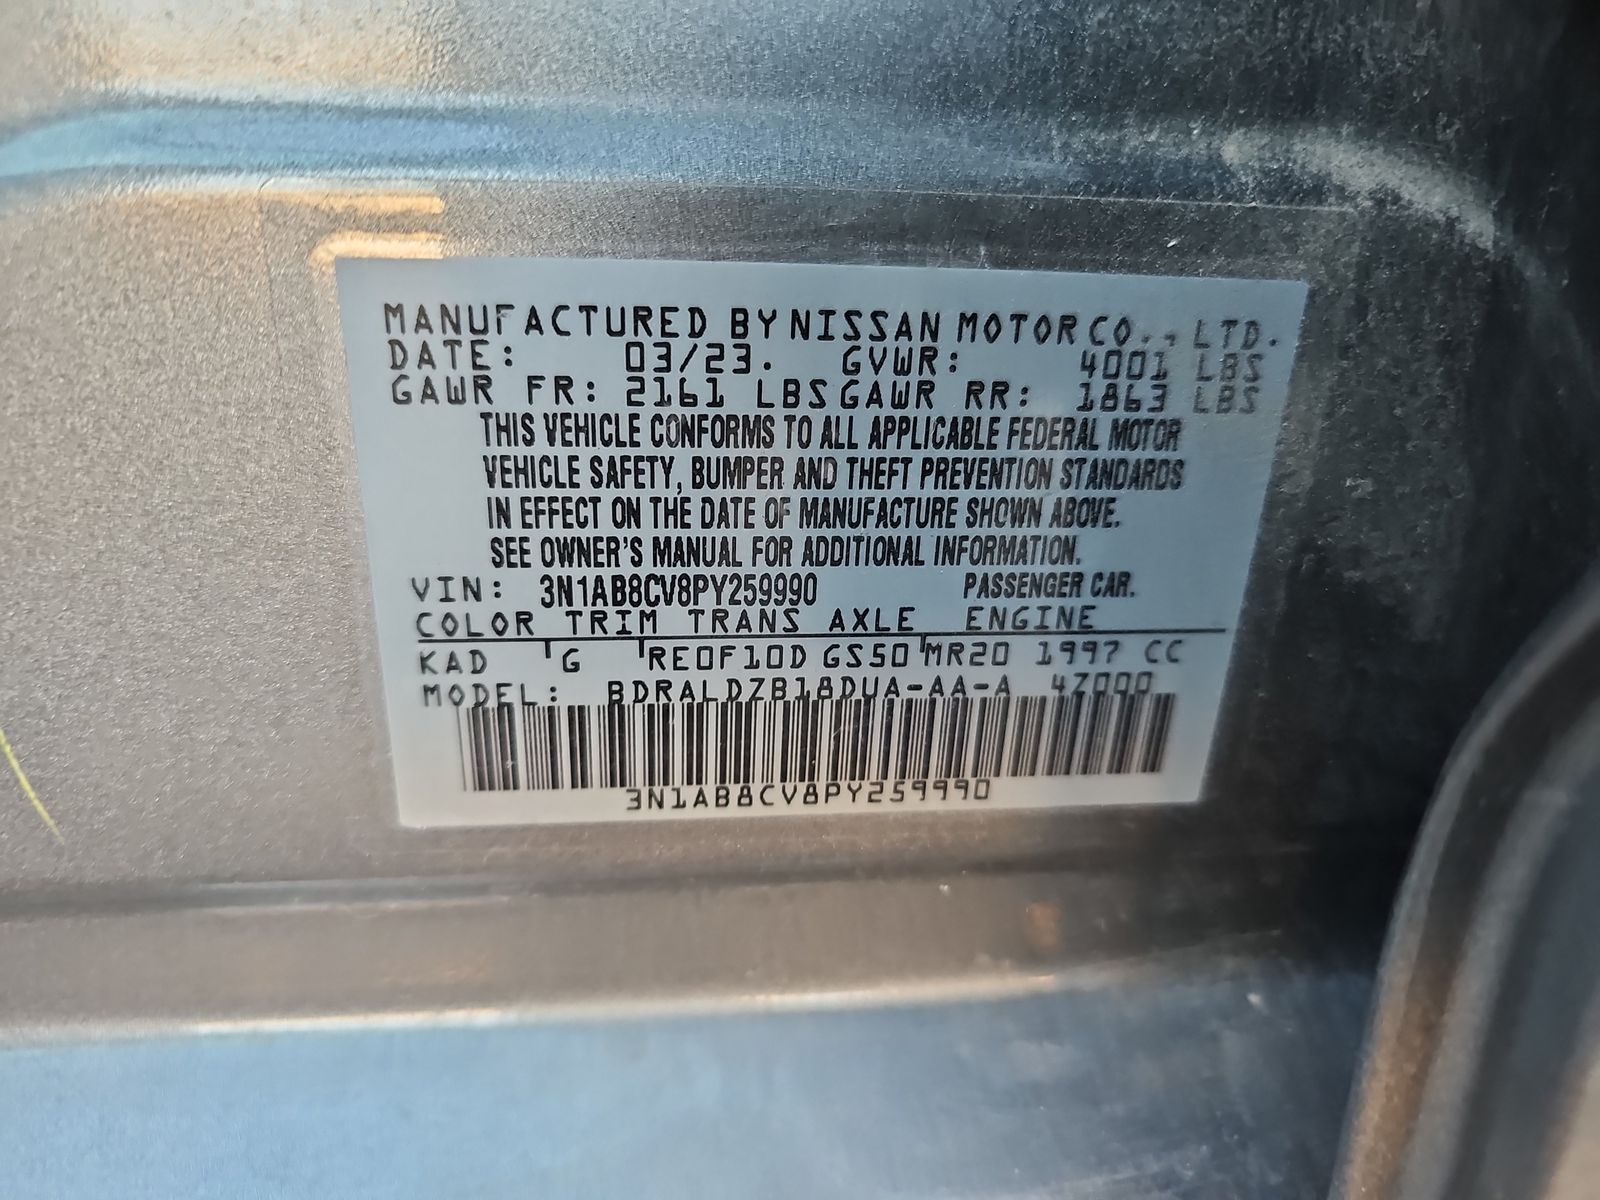 MANUFACTURED BY NISSAN MOTOR CO., LTD.
DATE: 03/23. GVWR: 4001 LBS
GAWR FR: 2161 LBS GAWR RR: 1863 LBS
THIS VEHICLE CONFORMS TO ALL APPLICABLE FEDERAL MOTOR
VEHICLE SAFETY, BUMPER AND THEFT PREVENTION STANDARDS
IN EFFECT ON THE DATE OF MANUFACTURE SHOWN ABOVE.
SEE OWNER'S MANUAL FOR ADDITIONAL INFORMATION.
VIN: 3N1AB8CV8PY259990 PASSENGER CAR.
COLOR TRIM TRANS AXLE ENGINE
KAD G RE0F10D GS50 MR20 1997 CC
MODEL: BDRALDZB18DUA-AA-A 4Z000
3N1AB8CV8PY259990